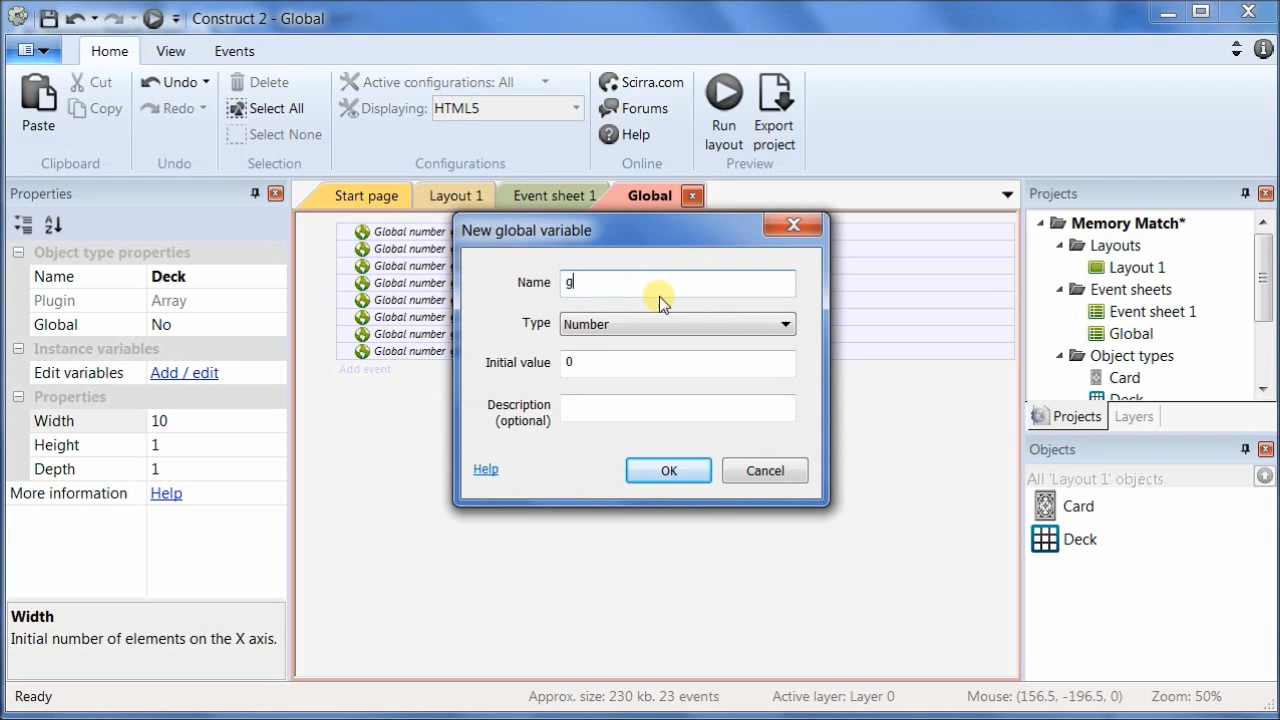 Construct 2 - Global
Home View Events
Paste
Cut
Copy
Clipboard
Undo
Redo
Undo
Delete
Select All
Select None
Selection
Active configurations: All
Displaying: HTML5
Configurations
Scirra.com
Forums
Help
Online
Run layout
Export project
Preview
Properties
Object type properties
Name Deck
Plugin Array
Global No
Instance variables
Edit variables Add / edit
Properties
Width 10
Height 1
Depth 1
More information Help
Width
Initial number of elements on the X axis.
Start page Layout 1 Event sheet 1 Global x
Global number
Global number
Global number
Global number
Global number
Global number
Global number
Global number
Add event
New global variable
Name g
Type Number
Initial value 0
Description
(optional)
Help OK Cancel
Projects
Memory Match*
Layouts
Layout 1
Event sheets
Event sheet 1
Global
Object types
Card
Deck
Projects Layers
Objects
All 'Layout 1' objects
Card
Deck
Ready Approx. size: 230 kb. 23 events Active layer: Layer 0 Mouse: (156.5, -196.5, 0) Zoom: 50%